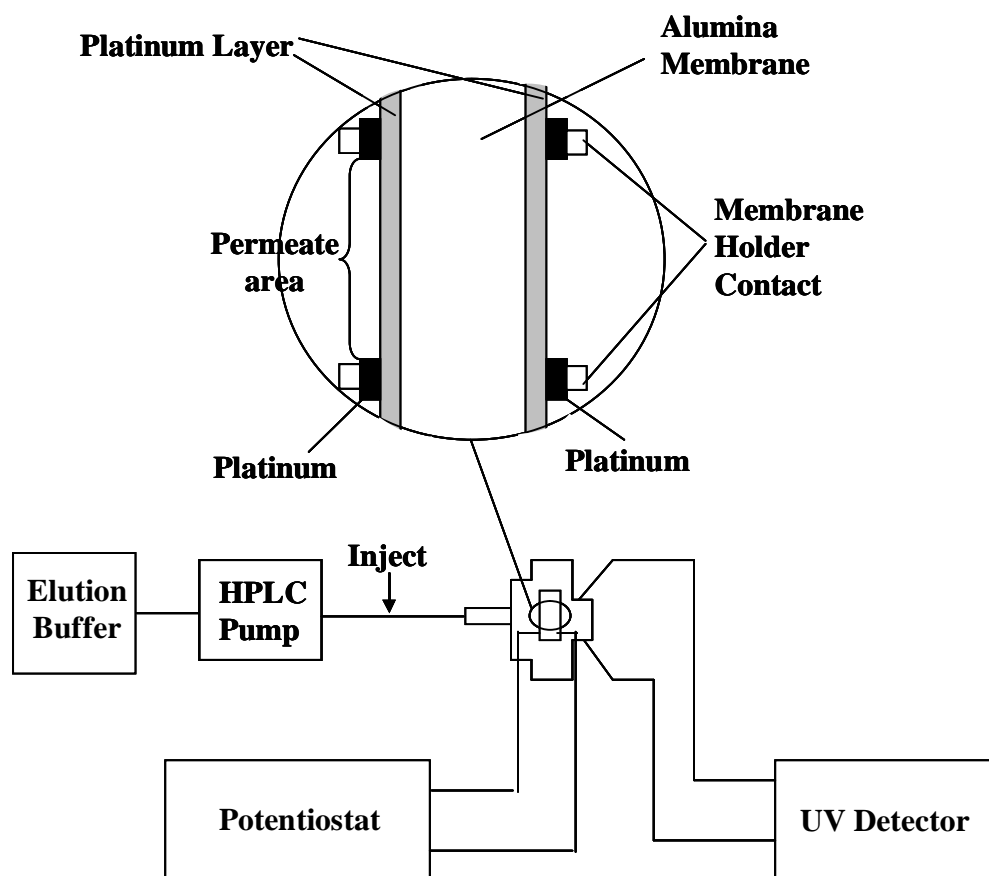 Platinum Layer
Alumina
Membrane
Permeate
area
Membrane
Holder
Contact
Platinum
Platinum
Inject
Elution
Buffer
HPLC
Pump
Potentiostat
UV Detector